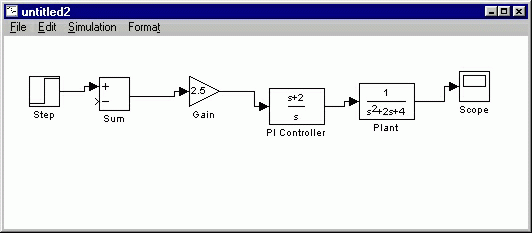 untitled2
File Edit Simulation Format
+
−
2.5
s+2
s
1
s²+2s+4
Step
Sum
Gain
PI Controller
Plant
Scope